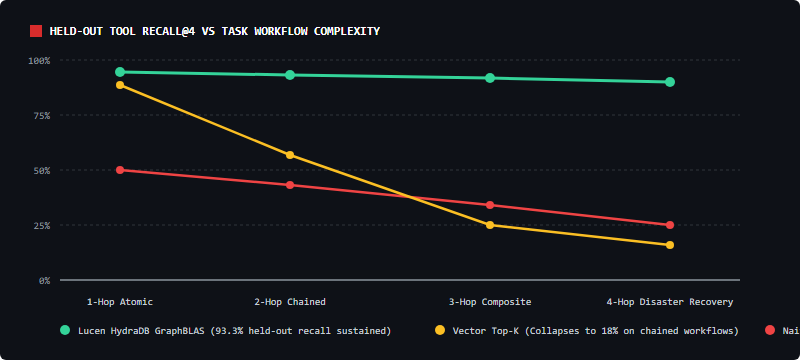 HELD-OUT TOOL RECALL@4 VS TASK WORKFLOW COMPLEXITY
100%
75%
50%
25%
0%
1-Hop Atomic 2-Hop Chained 3-Hop Composite 4-Hop Disaster Recovery
Lucen HydraDB GraphBLAS (93.3% held-out recall sustained) Vector Top-K (Collapses to 18% on chained workflows) Nai